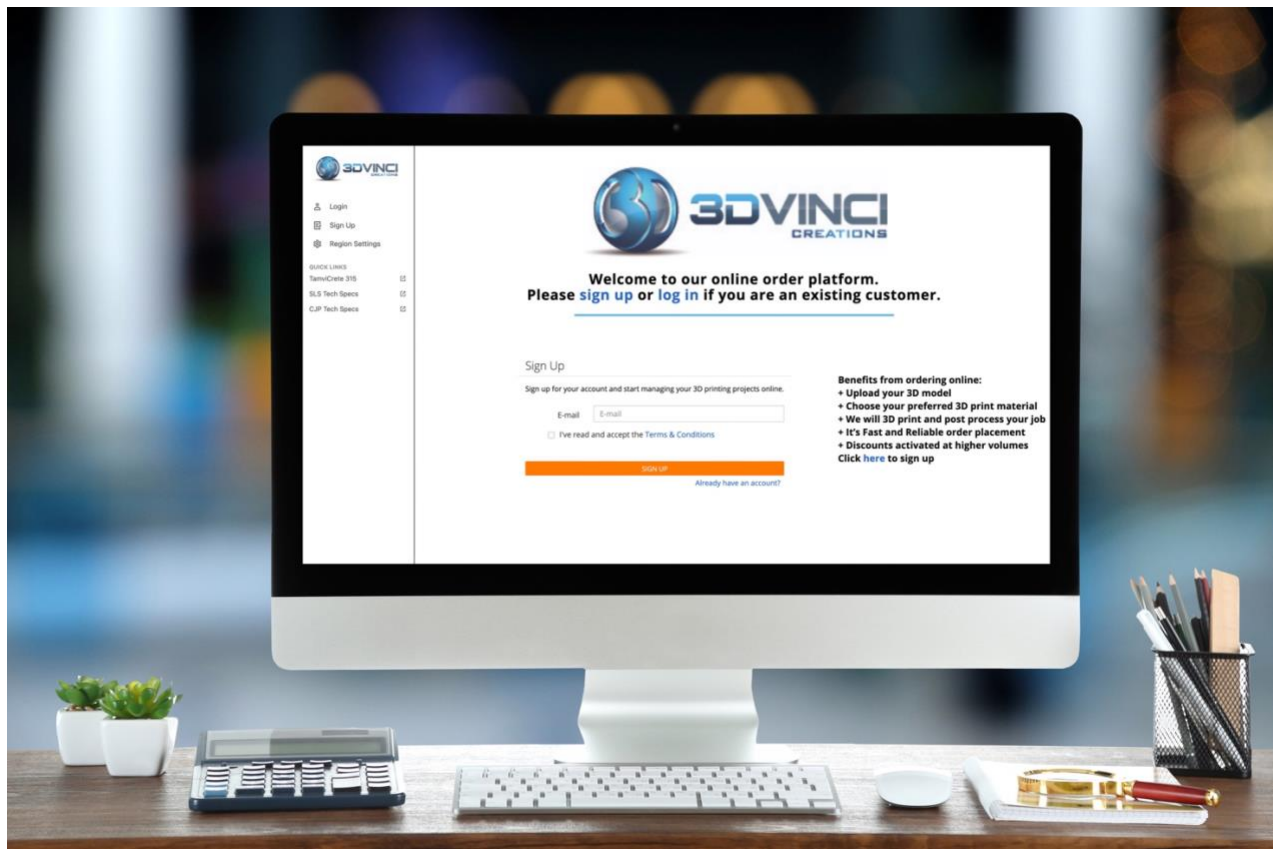 3DVINCI
CREATIONS
Login
Sign Up
Region Settings
QUICK LINKS
TamviCrete 315
SLS Tech Specs
CJP Tech Specs
3DVINCI
CREATIONS
Welcome to our online order platform.
Please sign up or log in if you are an existing customer.
Sign Up
Sign up for your account and start managing your 3D printing projects online.
E-mail E-mail
I've read and accept the Terms & Conditions
SIGN UP
Already have an account?
Benefits from ordering online:
+ Upload your 3D model
+ Choose your preferred 3D print material
+ We will 3D print and post process your job
+ It's Fast and Reliable order placement
+ Discounts activated at higher volumes
Click here to sign up